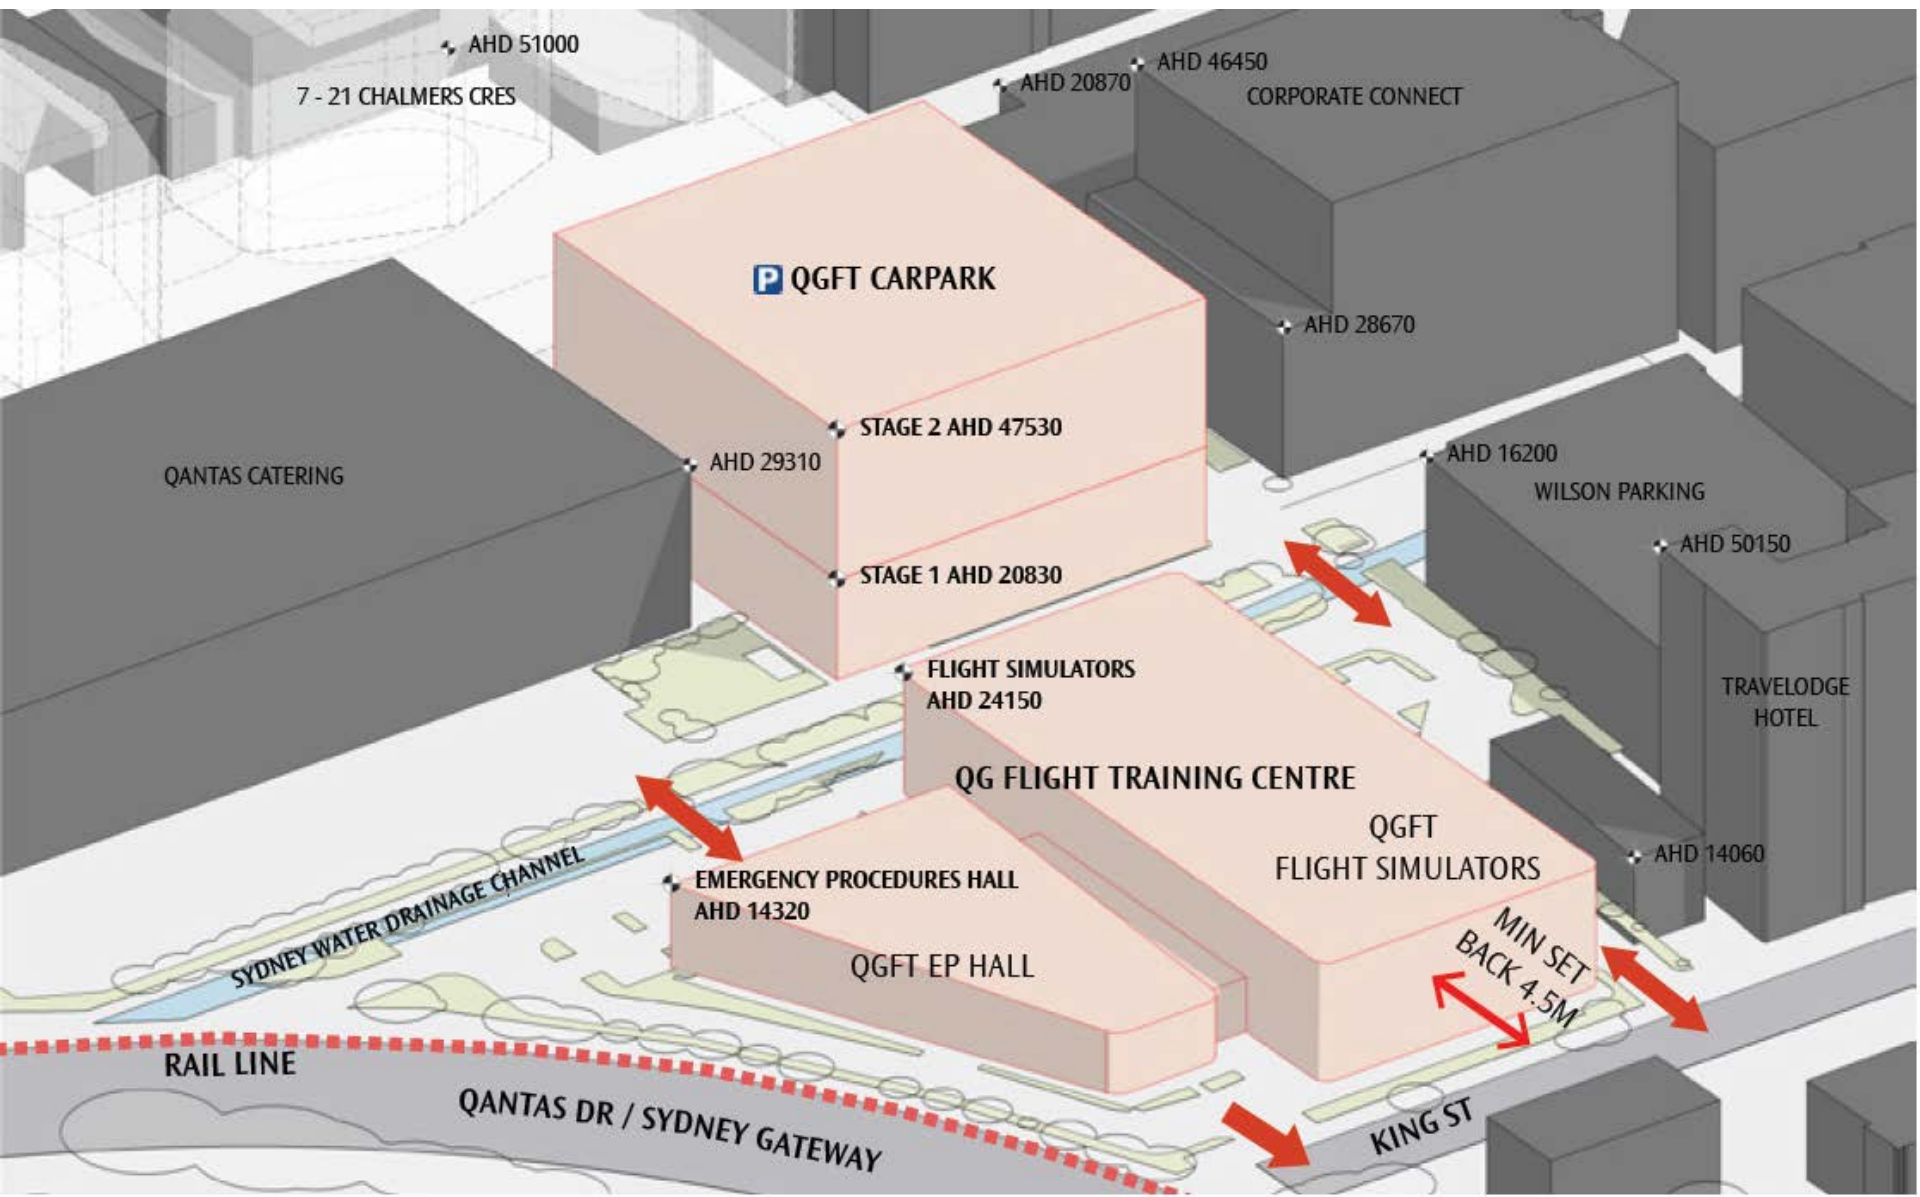 AHD 51000
7 - 21 CHALMERS CRES
AHD 20870
AHD 46450
CORPORATE CONNECT
P QGFT CARPARK
AHD 28670
STAGE 2 AHD 47530
AHD 29310
QANTAS CATERING
AHD 16200
WILSON PARKING
AHD 50150
STAGE 1 AHD 20830
FLIGHT SIMULATORS
AHD 24150
TRAVELODGE
HOTEL
QG FLIGHT TRAINING CENTRE
QGFT
FLIGHT SIMULATORS
AHD 14060
EMERGENCY PROCEDURES HALL
AHD 14320
SYDNEY WATER DRAINAGE CHANNEL
QGFT EP HALL
MIN SET
BACK 4.5M
RAIL LINE
QANTAS DR / SYDNEY GATEWAY
KING ST